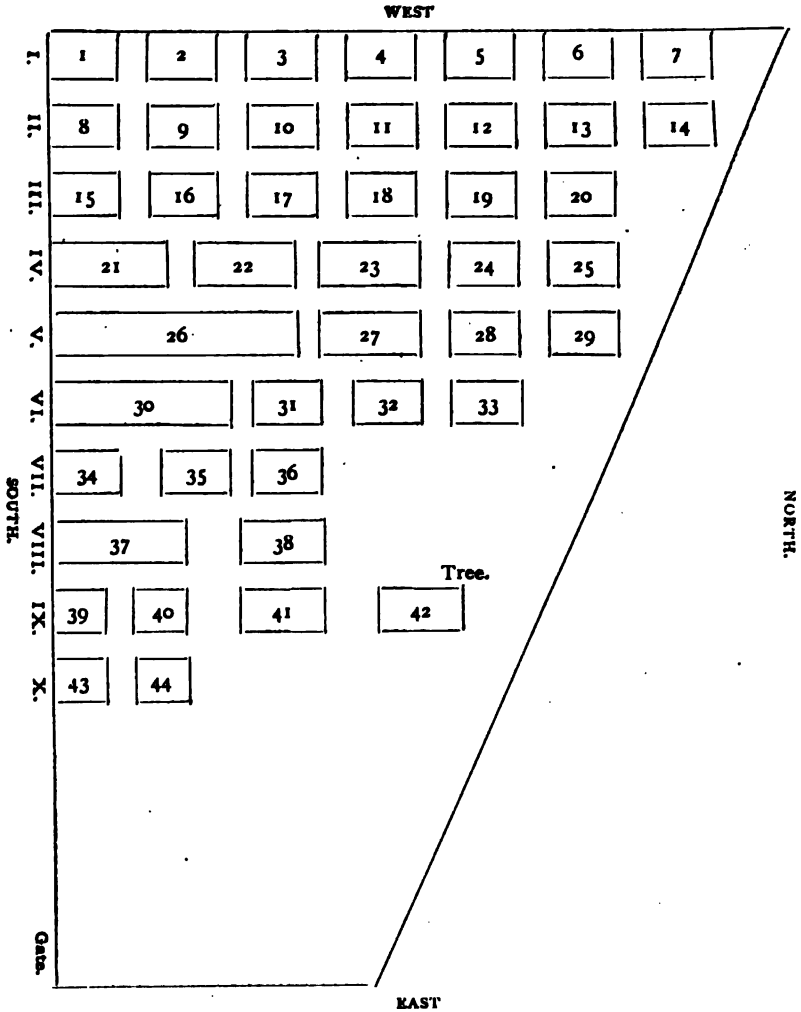 WEST
I. 1 2 3 4 5 6 7
II. 8 9 10 11 12 13 14
III. 15 16 17 18 19 20
IV. 21 22 23 24 25
V. 26 27 28 29
VI. 30 31 32 33
VII. 34 35 36
SOUTH.
NORTH.
VIII. 37 38
Tree.
IX. 39 40 41 42
X. 43 44
Gate.
EAST